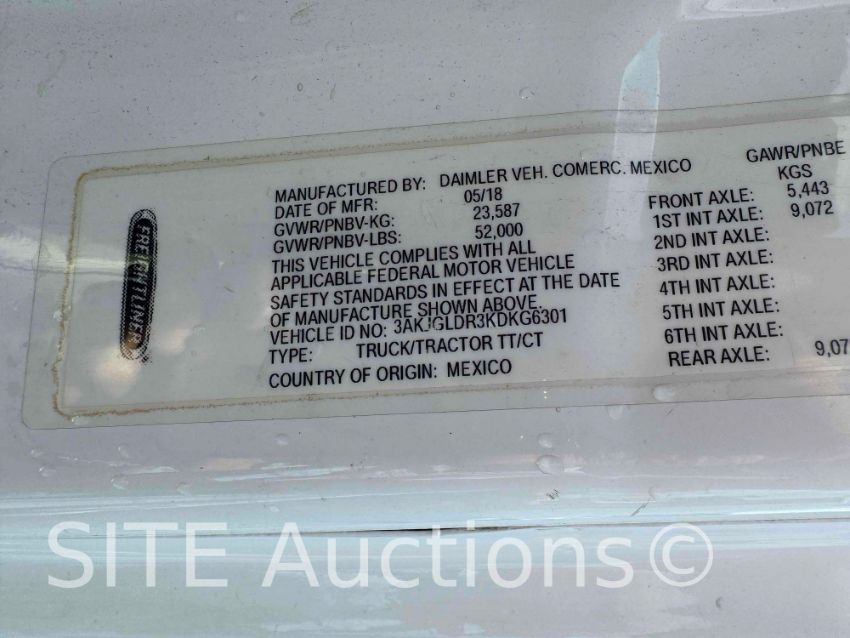 FREIGHTLINER
MANUFACTURED BY: DAIMLER VEH. COMERC. MEXICO
DATE OF MFR: 05/18
GVWR/PNBV-KG: 23,587
GVWR/PNBV-LBS: 52,000
THIS VEHICLE COMPLIES WITH ALL
APPLICABLE FEDERAL MOTOR VEHICLE
SAFETY STANDARDS IN EFFECT AT THE DATE
OF MANUFACTURE SHOWN ABOVE.
VEHICLE ID NO: 3AKJGLDR3KDKG6301
TYPE: TRUCK/TRACTOR TT/CT
COUNTRY OF ORIGIN: MEXICO
GAWR/PNBE
KGS
FRONT AXLE: 5,443
1ST INT AXLE: 9,072
2ND INT AXLE:
3RD INT AXLE:
4TH INT AXLE:
5TH INT AXLE:
6TH INT AXLE:
REAR AXLE: 9,07
SITE Auctions©